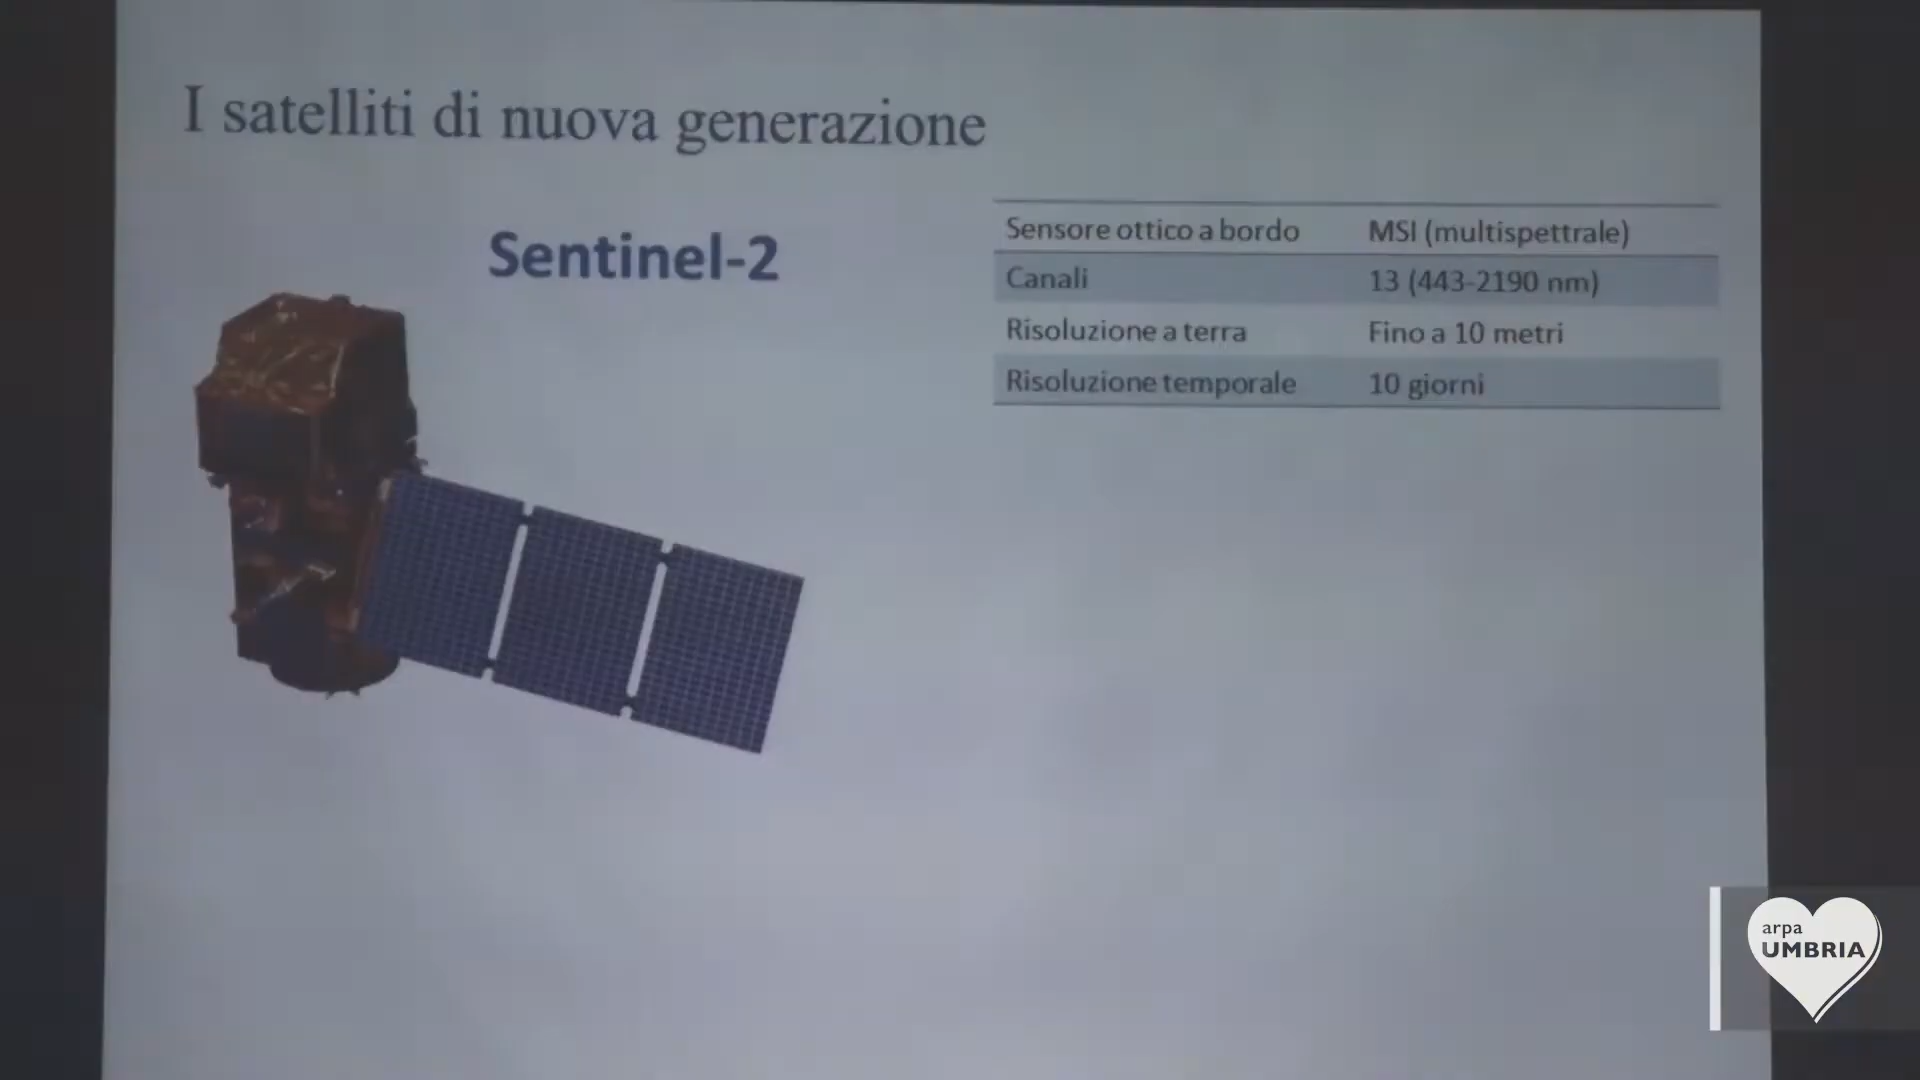 I satelliti di nuova generazione
Sentinel-2
Sensore ottico a bordo MSI (multispettrale)
Canali 13 (443-2190 nm)
Risoluzione a terra Fino a 10 metri
Risoluzione temporale 10 giorni
arpa
UMBRIA